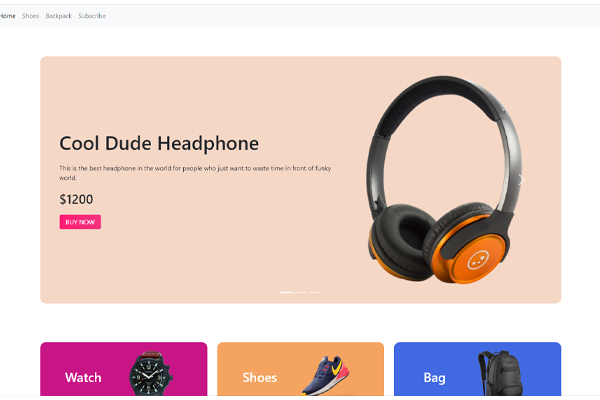 Home Shoes Backpack Subscribe
Cool Dude Headphone
This is the best headphone in the world for people who just want to waste time in front of funky
world.
$1200
BUY NOW
Watch Shoes Bag